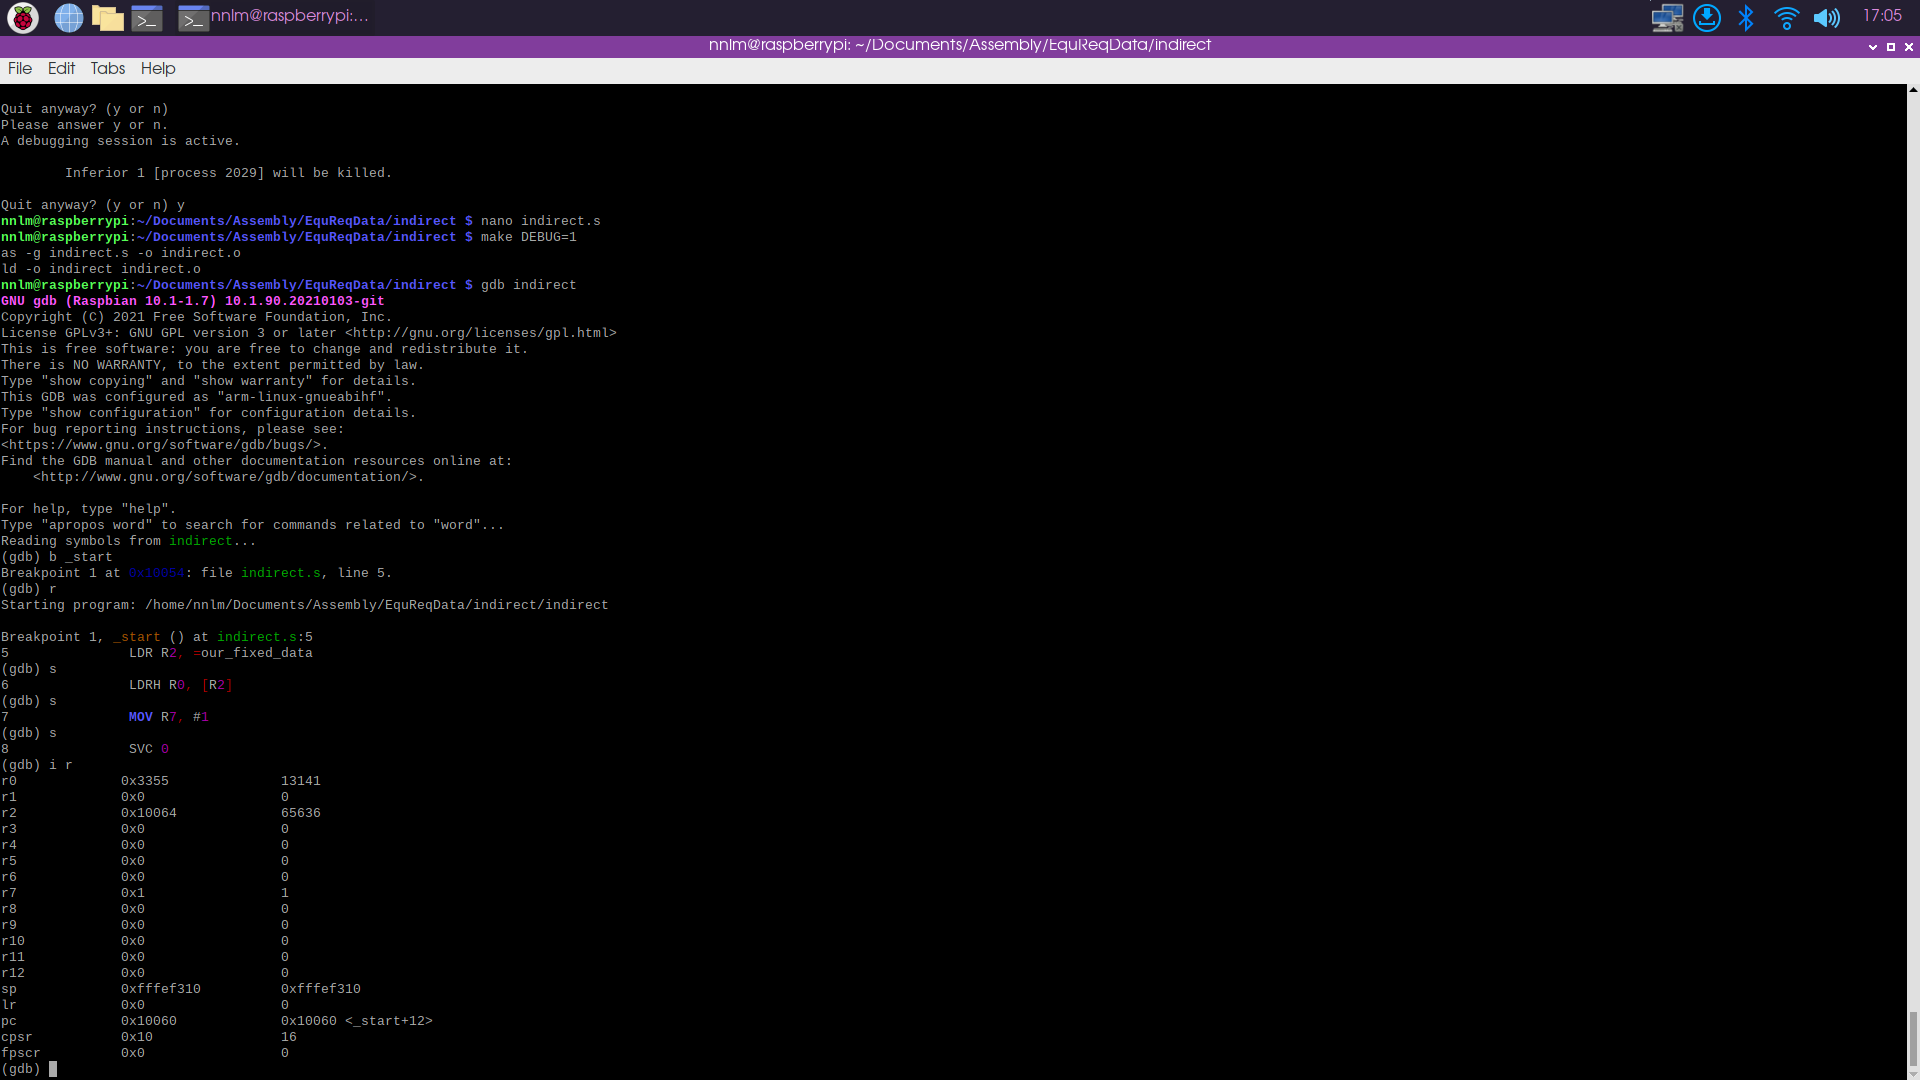 nnlm@raspberrypi:...
17:05
nnlm@raspberrypi: ~/Documents/Assembly/EquReqData/indirect
File Edit Tabs Help
Quit anyway? (y or n)
Please answer y or n.
A debugging session is active.
Inferior 1 [process 2029] will be killed.
Quit anyway? (y or n) y
nnlm@raspberrypi:~/Documents/Assembly/EquReqData/indirect $ nano indirect.s
nnlm@raspberrypi:~/Documents/Assembly/EquReqData/indirect $ make DEBUG=1
as -g indirect.s -o indirect.o
ld -o indirect indirect.o
nnlm@raspberrypi:~/Documents/Assembly/EquReqData/indirect $ gdb indirect
GNU gdb (Raspbian 10.1-1.7) 10.1.90.20210103-git
Copyright (C) 2021 Free Software Foundation, Inc.
License GPLv3+: GNU GPL version 3 or later <http://gnu.org/licenses/gpl.html>
This is free software: you are free to change and redistribute it.
There is NO WARRANTY, to the extent permitted by law.
Type "show copying" and "show warranty" for details.
This GDB was configured as "arm-linux-gnueabihf".
Type "show configuration" for configuration details.
For bug reporting instructions, please see:
<https://www.gnu.org/software/gdb/bugs/>.
Find the GDB manual and other documentation resources online at:
<http://www.gnu.org/software/gdb/documentation/>.
For help, type "help".
Type "apropos word" to search for commands related to "word"...
Reading symbols from indirect...
(gdb) b _start
Breakpoint 1 at 0x10054: file indirect.s, line 5.
(gdb) r
Starting program: /home/nnlm/Documents/Assembly/EquReqData/indirect/indirect
Breakpoint 1, _start () at indirect.s:5
5 LDR R2, =our_fixed_data
(gdb) s
6 LDRH R0, [R2]
(gdb) s
7 MOV R7, #1
(gdb) s
8 SVC 0
(gdb) i r
r0 0x3355 13141
r1 0x0 0
r2 0x10064 65636
r3 0x0 0
r4 0x0 0
r5 0x0 0
r6 0x0 0
r7 0x1 1
r8 0x0 0
r9 0x0 0
r10 0x0 0
r11 0x0 0
r12 0x0 0
sp 0xfffef310 0xfffef310
lr 0x0 0
pc 0x10060 0x10060 <_start+12>
cpsr 0x10 16
fpscr 0x0 0
(gdb)